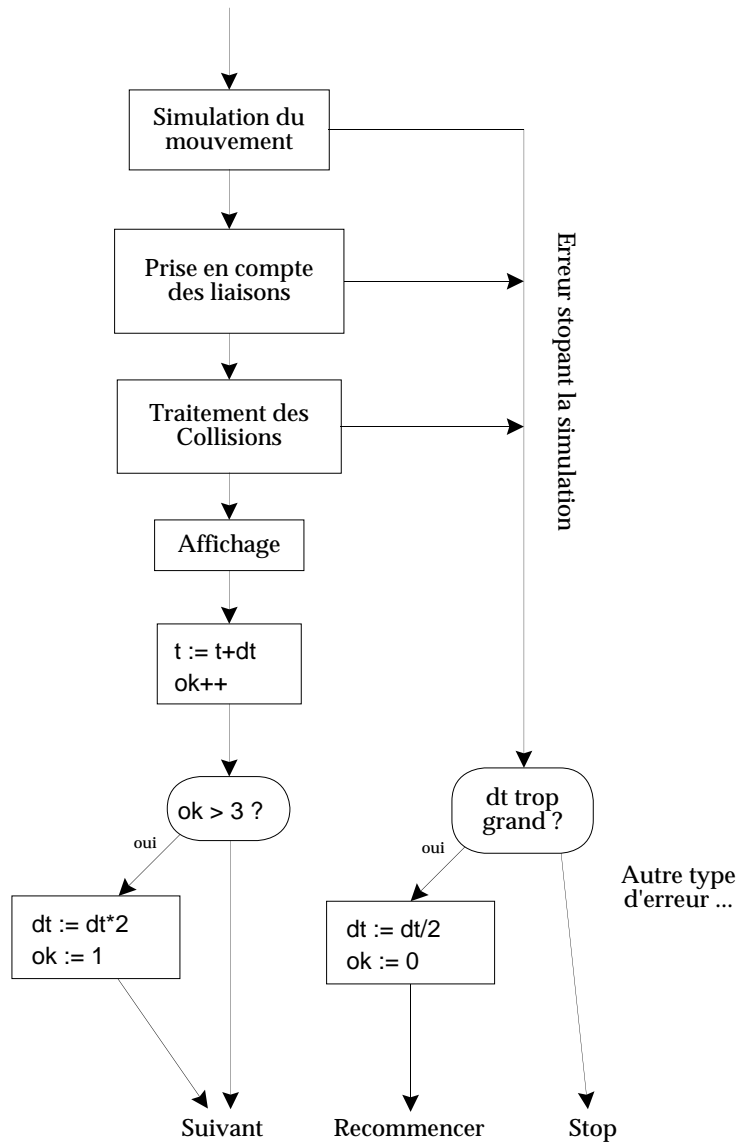 Simulation du
mouvement
Prise en compte
des liaisons
Erreur stopant la simulation
Traitement des
Collisions
Affichage
t := t+dt
ok++
ok > 3 ?
dt trop
grand ?
oui
oui
Autre type
d'erreur ...
dt := dt*2
ok := 1
dt := dt/2
ok := 0
Suivant
Recommencer
Stop